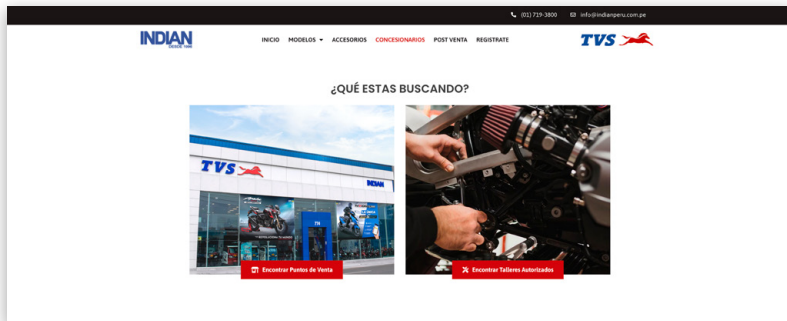 (01) 719-3800 info@indianperu.com.pe
INDIAN
DESDE 1989
INICIO MODELOS ACCESORIOS CONCESIONARIOS POST VENTA REGISTRATE
TVS
¿QUÉ ESTAS BUSCANDO?
TVS
INDIAN
Encontrar Puntos de Venta
Encontrar Talleres Autorizados